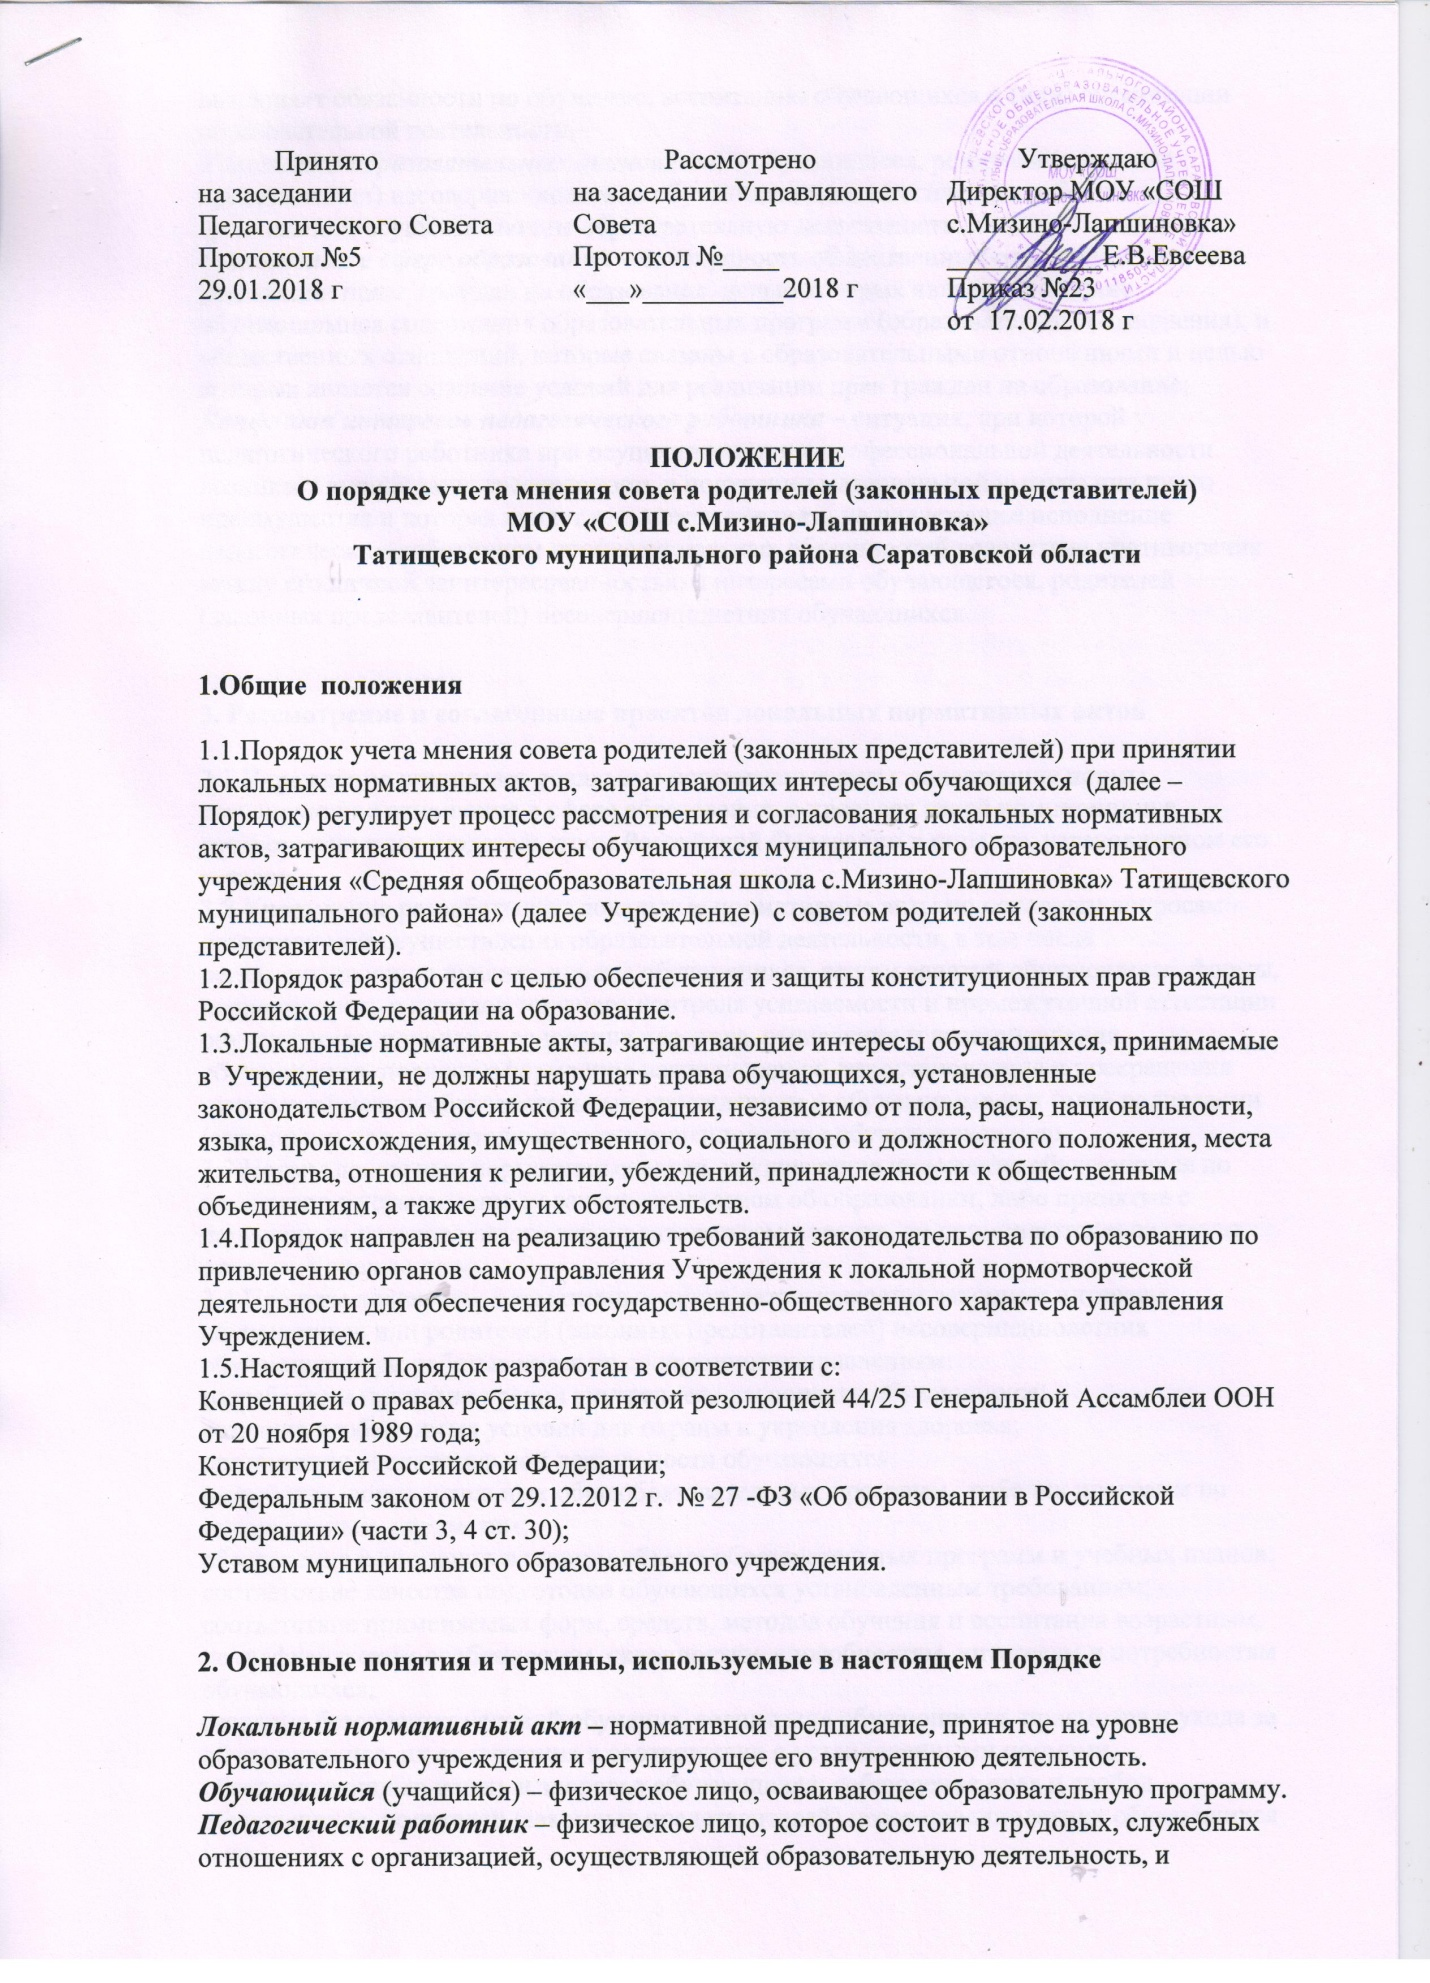 Принято
на заседании
Педагогического Совета
Протокол №5
29.01.2018 г
Рассмотрено
на заседании Управляющего
Совета
Протокол №____
«___»__________2018 г
Утверждаю
Директор МОУ «СОШ
с.Мизино-Лапшиновка»
___________Е.В.Евсеева
Приказ №23
от 17.02.2018 г
ПОЛОЖЕНИЕ
О порядке учета мнения совета родителей (законных представителей)
МОУ «СОШ с.Мизино-Лапшиновка»
Татищевского муниципального района Саратовской области
1.Общие положения
1.1.Порядок учета мнения совета родителей (законных представителей) при принятии
локальных нормативных актов, затрагивающих интересы обучающихся (далее –
Порядок) регулирует процесс рассмотрения и согласования локальных нормативных
актов, затрагивающих интересы обучающихся муниципального образовательного
учреждения «Средняя общеобразовательная школа с.Мизино-Лапшиновка» Татищевского
муниципального района» (далее Учреждение) с советом родителей (законных
представителей).
1.2.Порядок разработан с целью обеспечения и защиты конституционных прав граждан
Российской Федерации на образование.
1.3.Локальные нормативные акты, затрагивающие интересы обучающихся, принимаемые
в Учреждении, не должны нарушать права обучающихся, установленные
законодательством Российской Федерации, независимо от пола, расы, национальности,
языка, происхождения, имущественного, социального и должностного положения, места
жительства, отношения к религии, убеждений, принадлежности к общественным
объединениям, а также других обстоятельств.
1.4.Порядок направлен на реализацию требований законодательства по образованию по
привлечению органов самоуправления Учреждения к локальной нормотворческой
деятельности для обеспечения государственно-общественного характера управления
Учреждением.
1.5.Настоящий Порядок разработан в соответствии с:
Конвенцией о правах ребенка, принятой резолюцией 44/25 Генеральной Ассамблеи ООН
от 20 ноября 1989 года;
Конституцией Российской Федерации;
Федеральным законом от 29.12.2012 г. № 27 -ФЗ «Об образовании в Российской
Федерации» (части 3, 4 ст. 30);
Уставом муниципального образовательного учреждения.
2. Основные понятия и термины, используемые в настоящем Порядке
Локальный нормативный акт – нормативной предписание, принятое на уровне
образовательного учреждения и регулирующее его внутреннюю деятельность.
Обучающийся (учащийся) – физическое лицо, осваивающее образовательную программу.
Педагогический работник – физическое лицо, которое состоит в трудовых, служебных
отношениях с организацией, осуществляющей образовательную деятельность, и